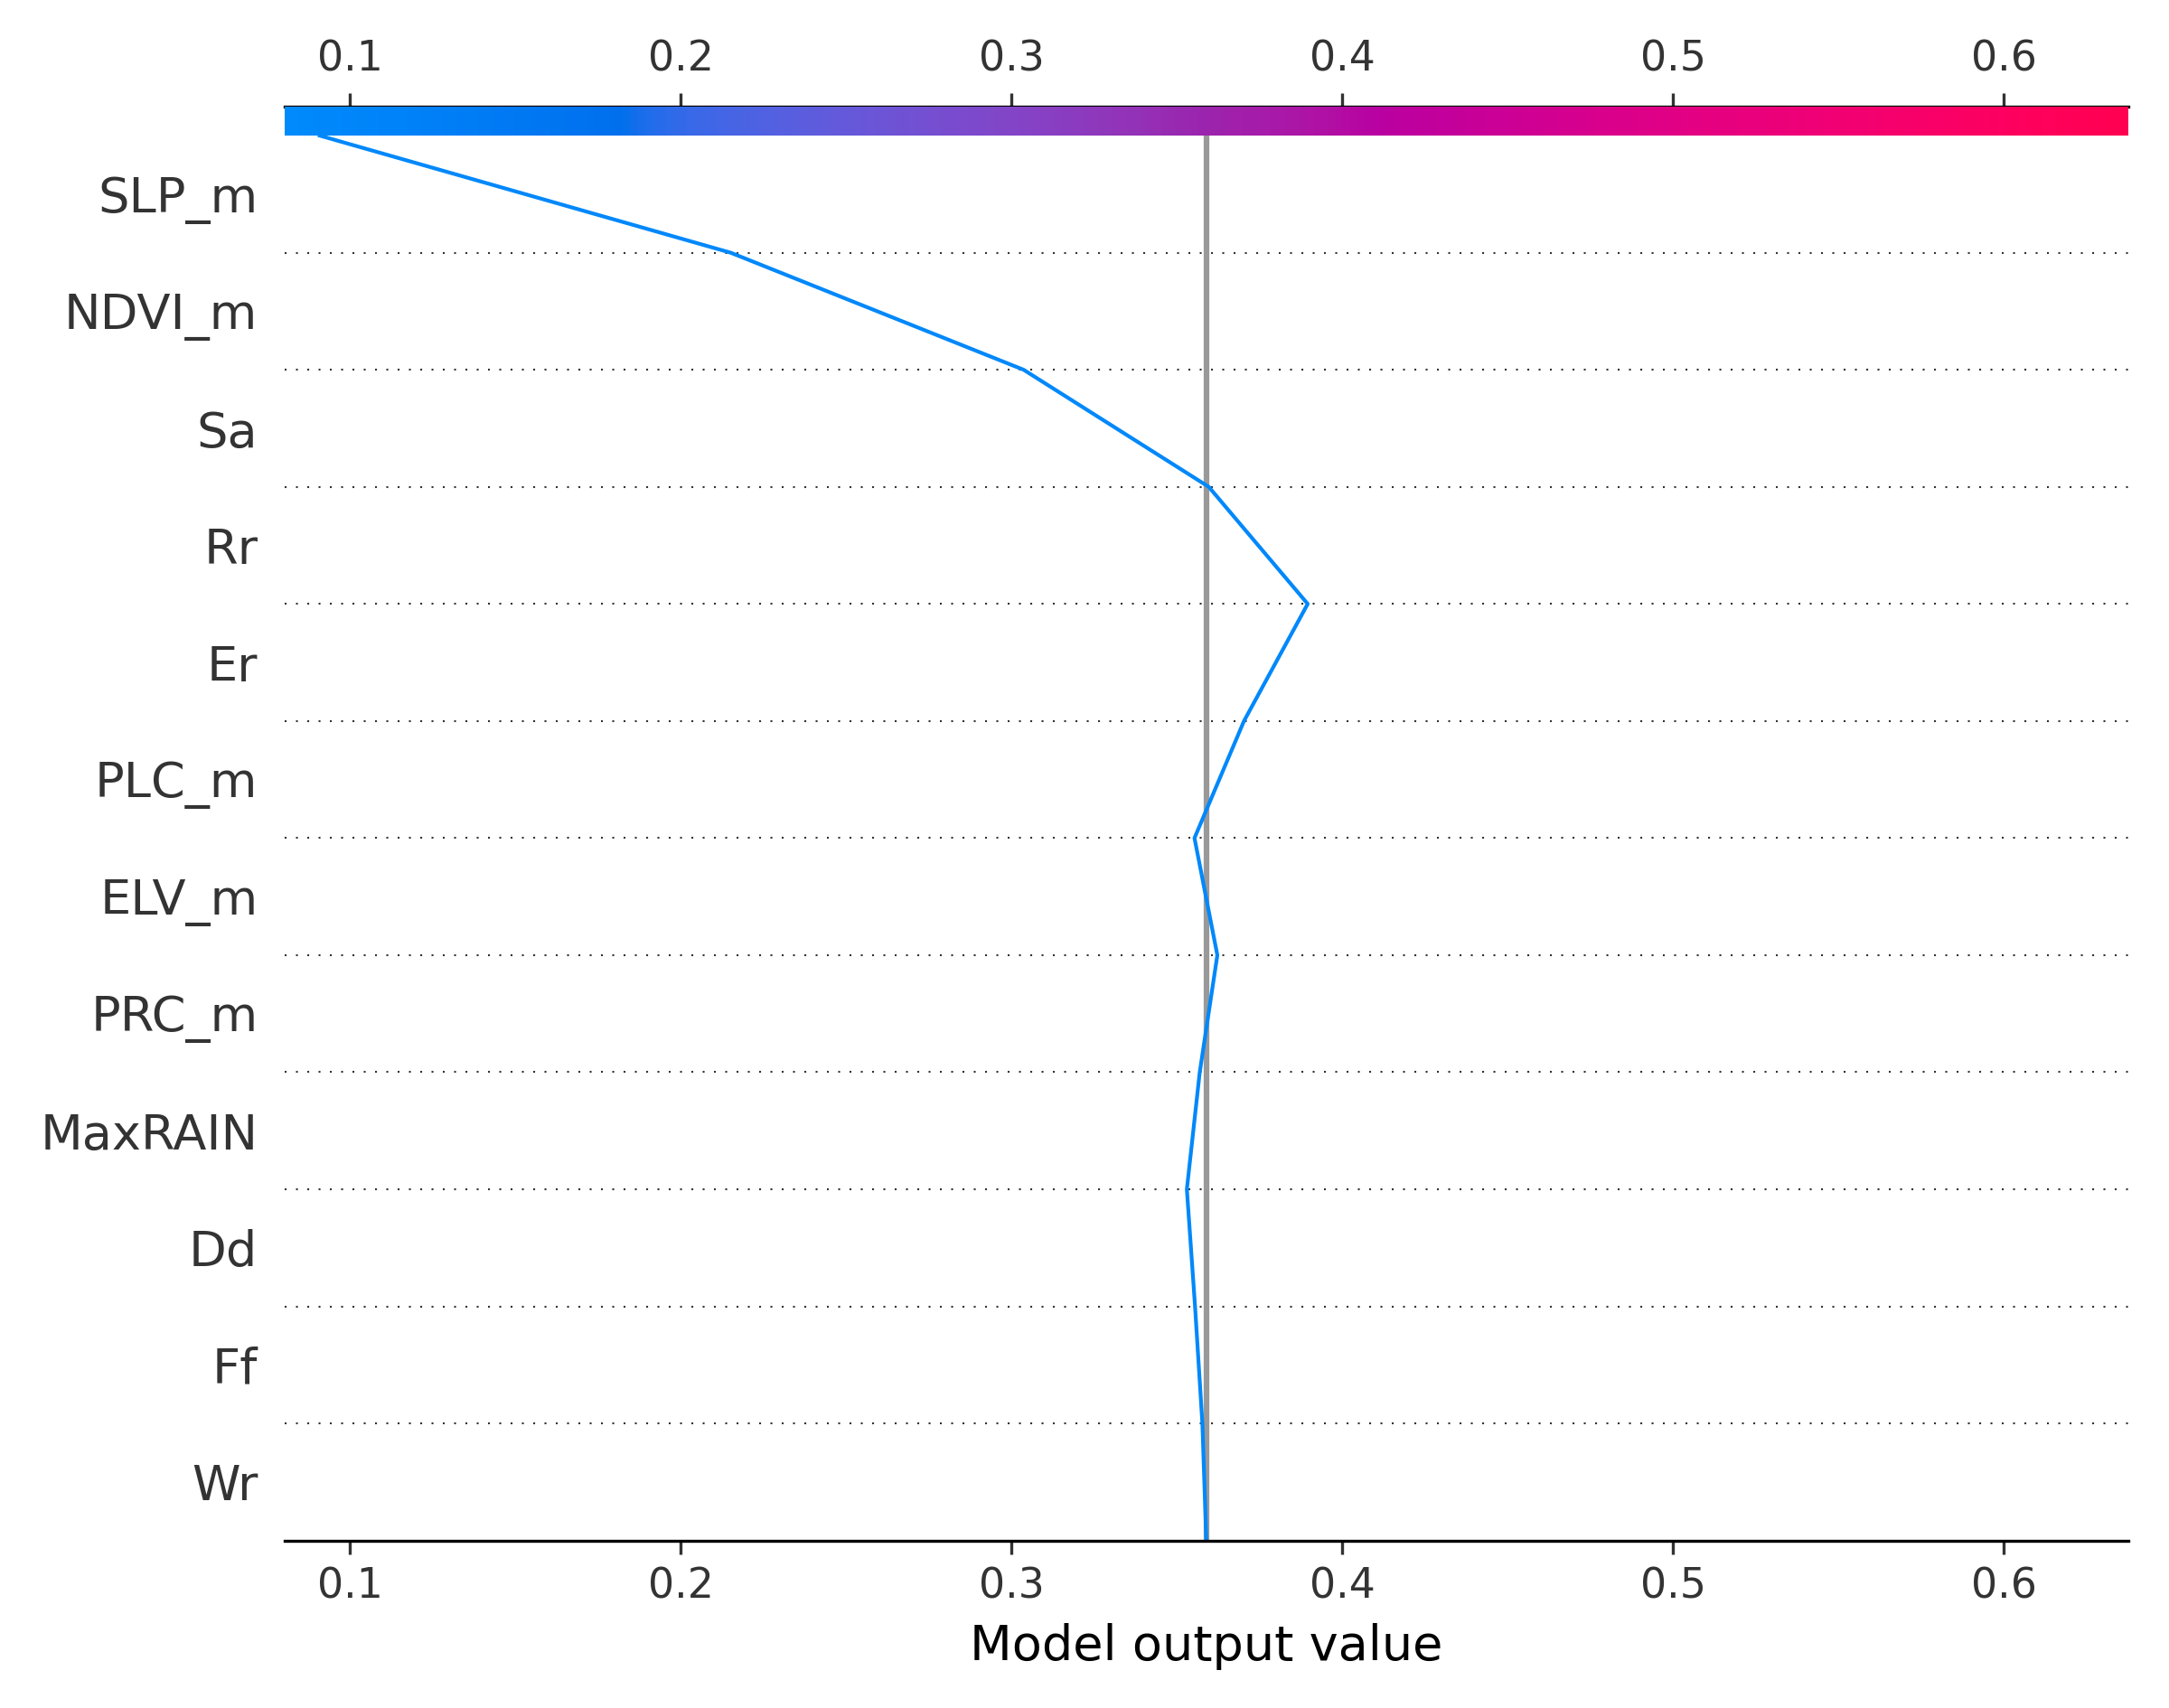 0.1 0.2 0.3 0.4 0.5 0.6
SLP_m
NDVI_m
Sa
Rr
Er
PLC_m
ELV_m
PRC_m
MaxRAIN
Dd
Ff
Wr
0.1 0.2 0.3 0.4 0.5 0.6
Model output value